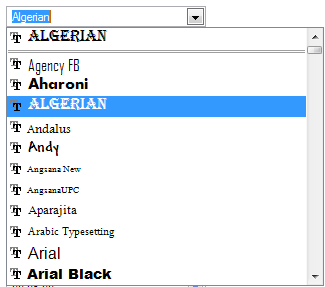 Algerian
ALGERIAN
Agency FB
Aharoni
ALGERIAN
Andalus
Andy
Angsana New
AngsanaUPC
Aparajita
Arabic Typesetting
Arial
Arial Black